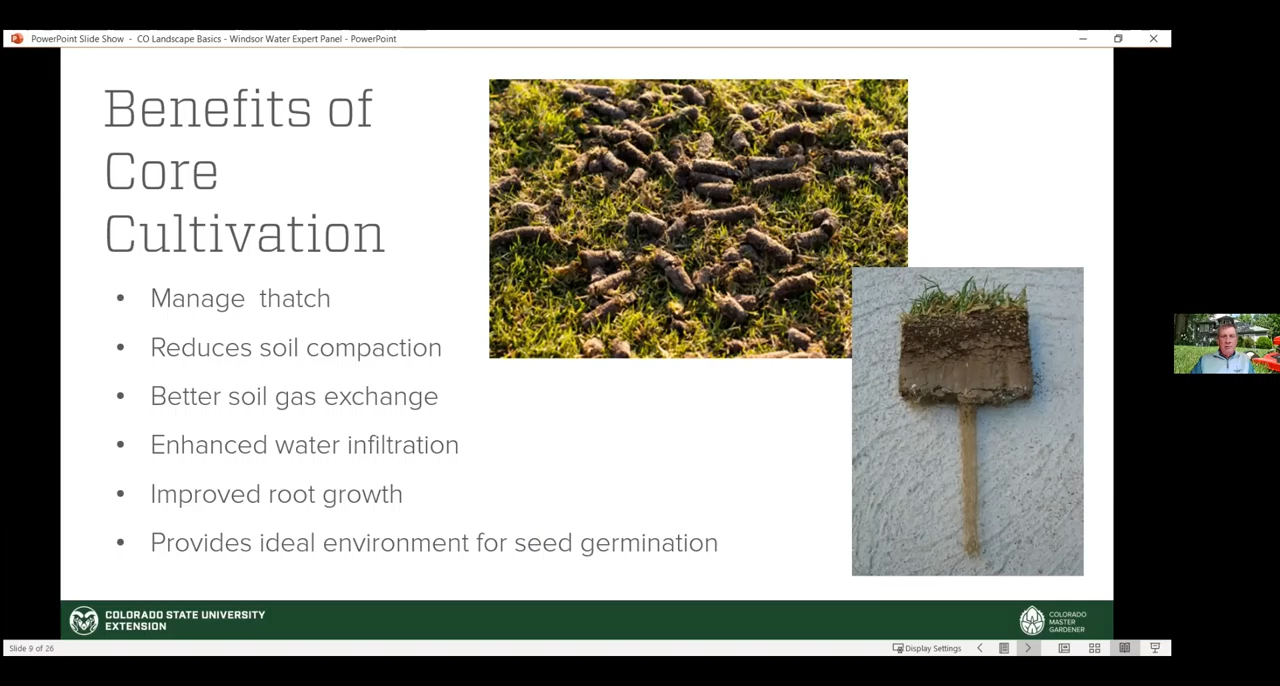 PowerPoint Slide Show - CO Landscape Basics - Windsor Water Expert Panel - PowerPoint
Benefits of
Core
Cultivation
• Manage thatch
• Reduces soil compaction
• Better soil gas exchange
• Enhanced water infiltration
• Improved root growth
• Provides ideal environment for seed germination
COLORADO STATE UNIVERSITY
EXTENSION
COLORADO
MASTER
GARDENER
Slide 9 of 26
Display Settings